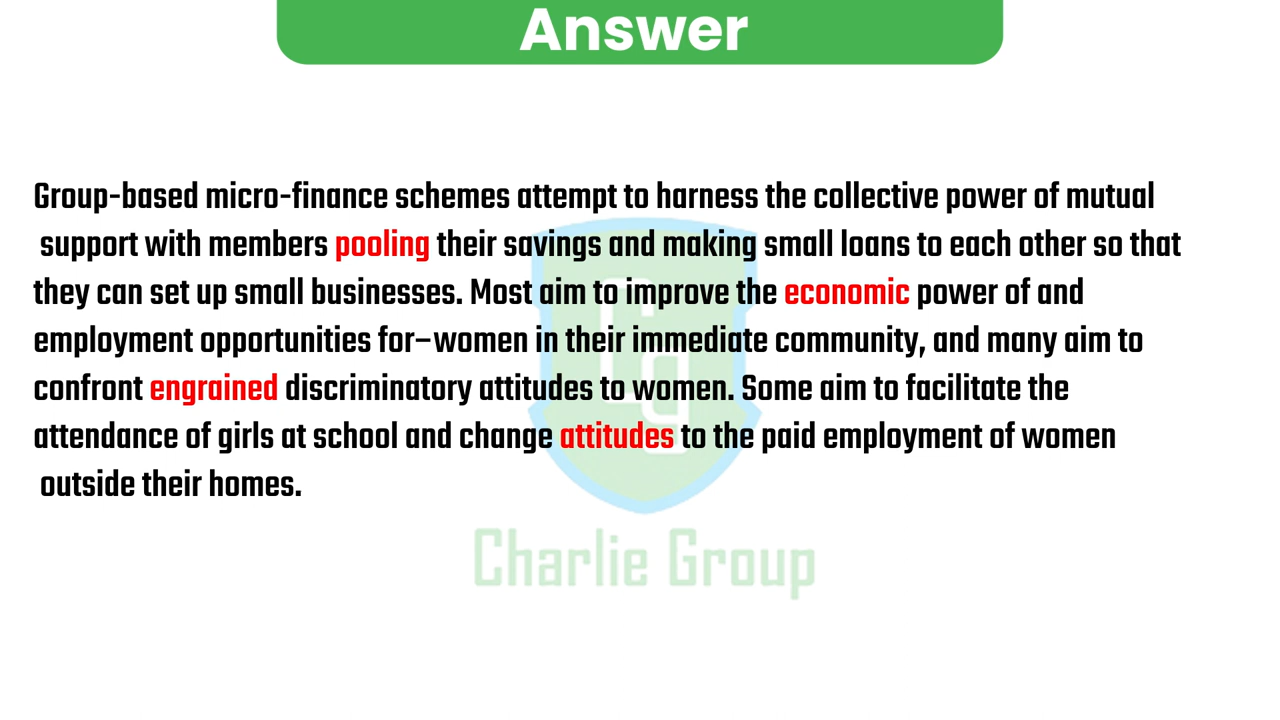 Answer
Group-based micro-finance schemes attempt to harness the collective power of mutual
support with members pooling their savings and making small loans to each other so that
they can set up small businesses. Most aim to improve the economic power of and
employment opportunities for–women in their immediate community, and many aim to
confront engrained discriminatory attitudes to women. Some aim to facilitate the
attendance of girls at school and change attitudes to the paid employment of women
outside their homes.
CG
Charlie Group